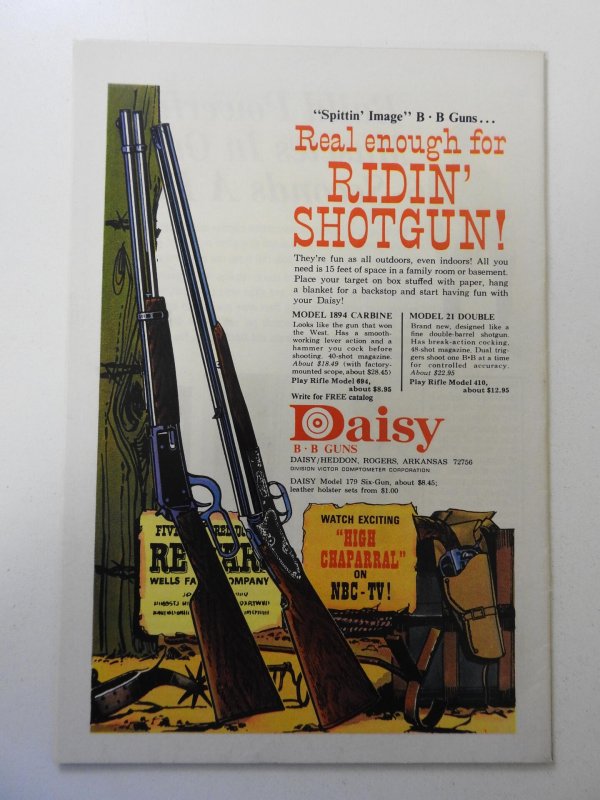 "Spittin' Image" B·B Guns...
Real enough for
RIDIN'
SHOTGUN!
They're fun as all outdoors, even indoors! All you
need is 15 feet of space in a family room or basement.
Place your target on box stuffed with paper, hang
a blanket for a backstop and start having fun with
your Daisy!
MODEL 1894 CARBINE
Looks like the gun that won
the West. Has a smooth-
working lever action and a
hammer you cock before
shooting. 40-shot magazine.
About $18.49 (with factory-
mounted scope, about $28.45)
Play Rifle Model 694,
about $8.95
Write for FREE catalog
MODEL 21 DOUBLE
Brand new, designed like a
fine double-barrel shotgun.
Has break-action cocking,
48-shot magazine. Dual trig-
gers shoot one B•B at a time
for controlled accuracy.
About $22.95
Play Rifle Model 410,
about $12.95
Daisy
B·B GUNS
DAISY/HEDDON, ROGERS, ARKANSAS 72756
DIVISION VICTOR COMPTOMETER CORPORATION
DAISY Model 179 Six-Gun, about $8.45;
leather holster sets from $1.00
WELLS FA COMPANY
WATCH EXCITING
"HIGH
CHAPARRAL"
ON
NBC-TV!